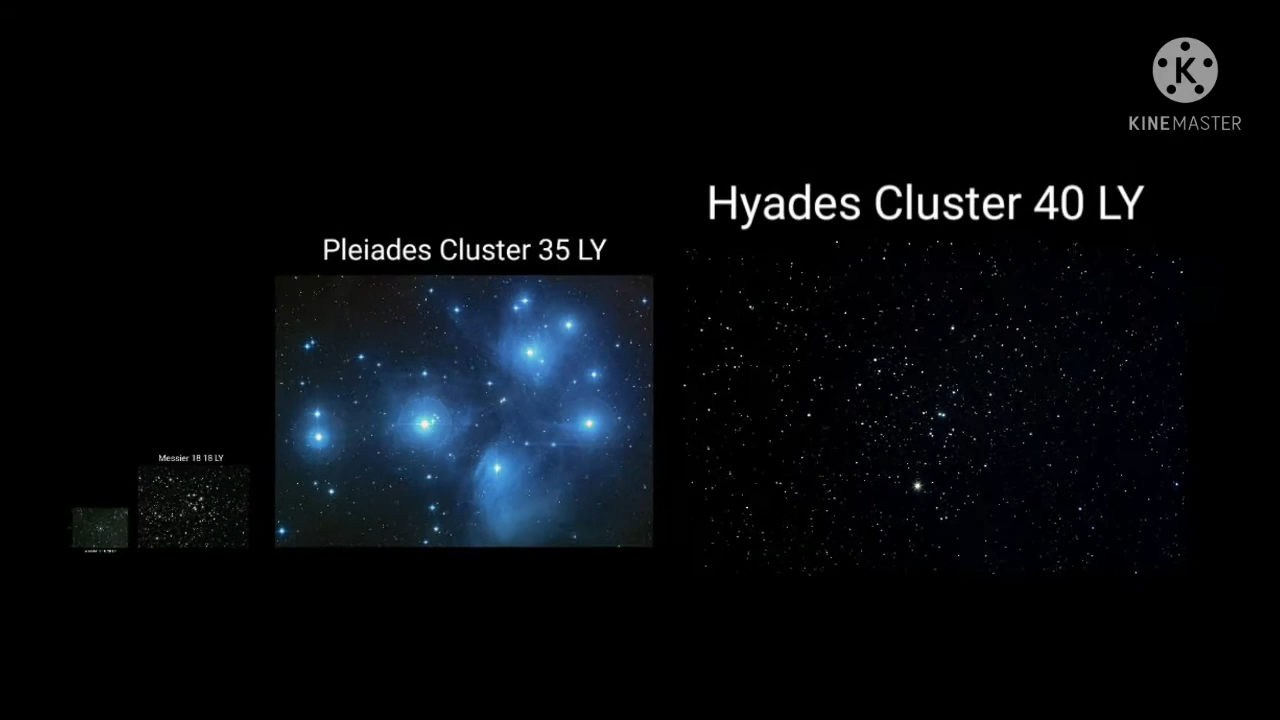 K
KINEMASTER
Hyades Cluster 40 LY
Pleiades Cluster 35 LY
Messier 18 18 LY